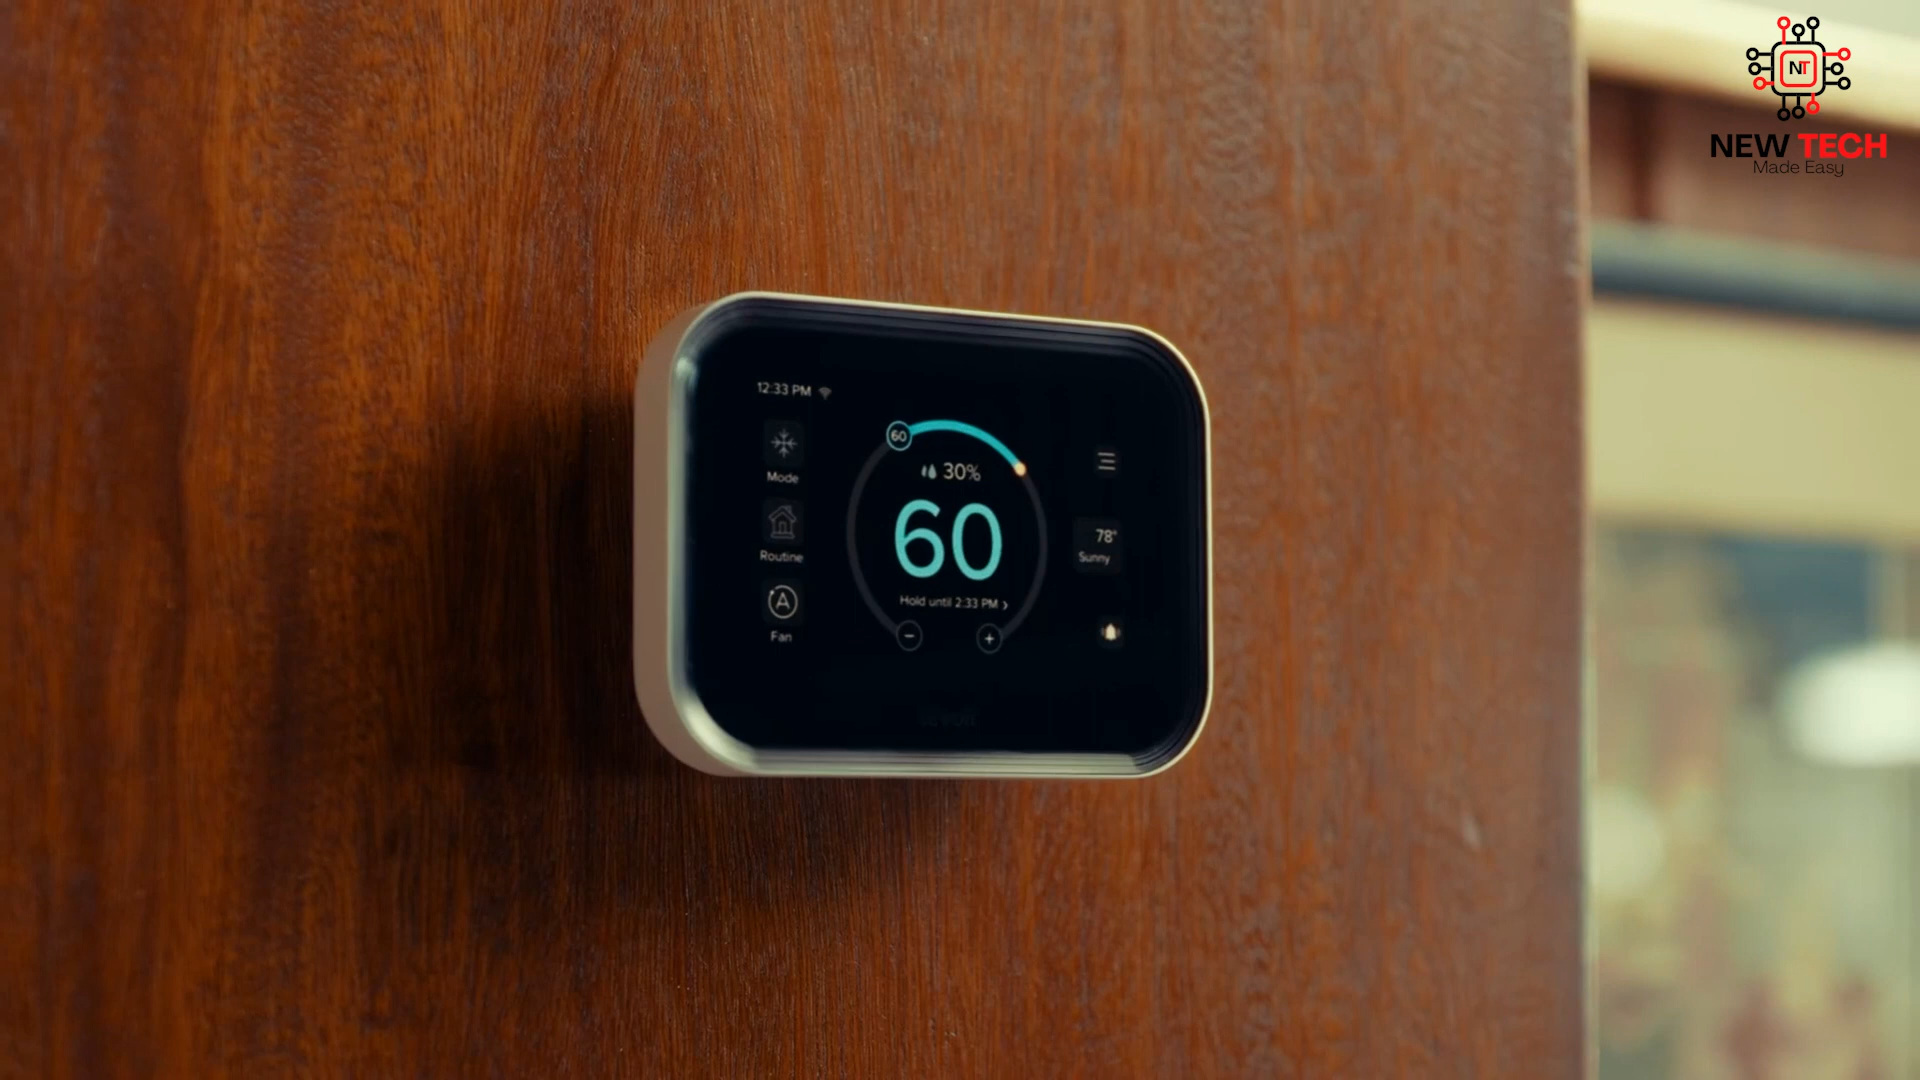 NT
NEW TECH
Made Easy
12:33 PM
60
30%
Mode
60
Routine
78°
Sunny
Hold until 2:33 PM >
Fan
- +